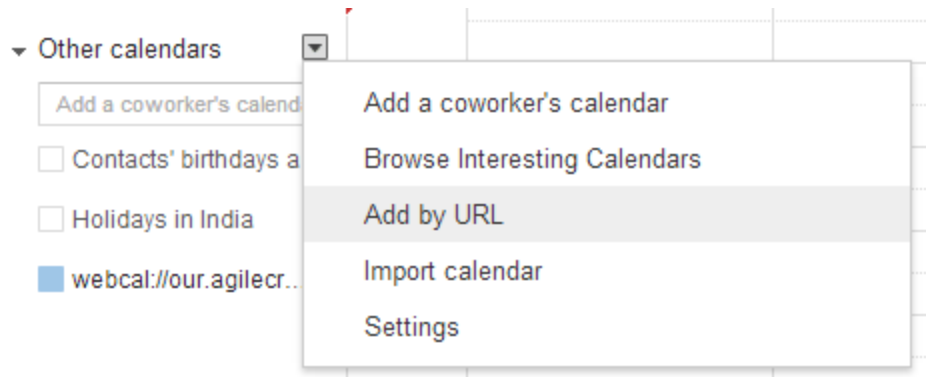 Other calendars
Add a coworker's calend
Contacts' birthdays a
Holidays in India
webcal://our.agilecr...
Add a coworker's calendar
Browse Interesting Calendars
Add by URL
Import calendar
Settings